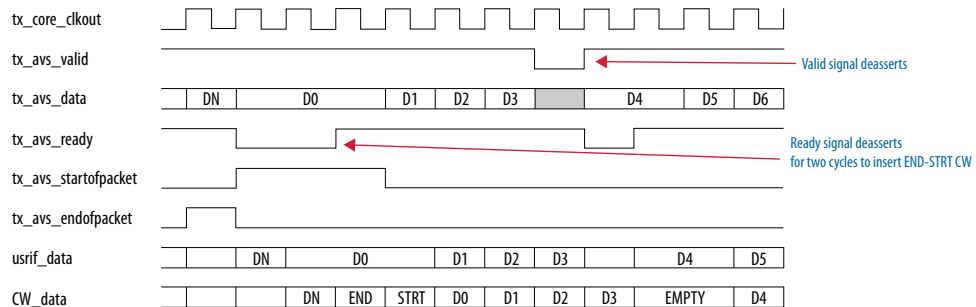 tx_core_clkout
tx_avs_valid
Valid signal deasserts
tx_avs_data DN D0 D1 D2 D3 D4 D5 D6
tx_avs_ready
Ready signal deasserts
for two cycles to insert END-STRT CW
tx_avs_startofpacket
tx_avs_endofpacket
usrif_data DN D0 D1 D2 D3 D4 D5
CW_data DN END STRT D0 D1 D2 D3 EMPTY D4